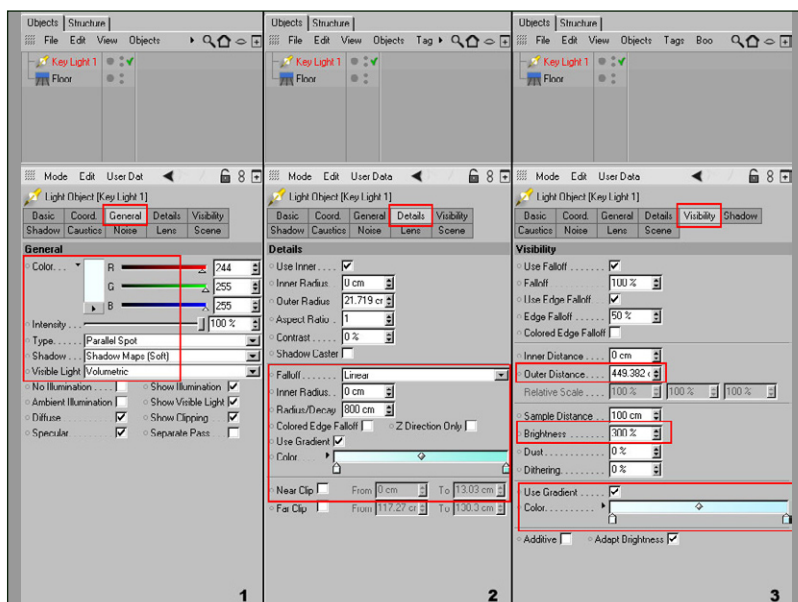 Objects Structure
File Edit View Objects
Key Light 1
Floor
Mode Edit User Dat
Light Object [Key Light 1]
Basic Coord. General Details Visibility
Shadow Caustics Noise Lens Scene
General
Color. . . R 244
G 255
B 255
Intensity . . . 100 %
Type. . . . . Parallel Spot
Shadow . . . Shadow Maps (Soft)
Visible Light Volumetric
No Illumination . . . . Show Illumination
Ambient Illumination Show Visible Light
Diffuse . . . . . Show Clipping . .
Specular. . . . . Separate Pass . .
1
Objects Structure
File Edit View Objects Tag
Key Light 1
Floor
Mode Edit User Data
Light Object [Key Light 1]
Basic Coord. General Details Visibility
Shadow Caustics Noise Lens Scene
Details
Use Inner . . . .
Inner Radius . 0 cm
Outer Radius 21.719 cr
Aspect Ratio . 1
Contrast . . . . 0 %
Shadow Caster
Falloff . . . . . . Linear
Inner Radius. . 0 cm
Radius/Decay 800 cm
Colored Edge Falloff Z Direction Only
Use Gradient
Color. . .
Near Clip From 0 cm To 13.03 cm
Far Clip From 117.27 cr To 130.3 cm
2
Objects Structure
File Edit View Objects Tags Boo
Key Light 1
Floor
Mode Edit User Data
Light Object [Key Light 1]
Basic Coord. General Details Visibility Shadow
Caustics Noise Lens Scene
Visibility
Use Falloff . . . . . . .
Falloff . . . . . . . . . . 100 %
Use Edge Falloff . . .
Edge Falloff . . . . . . 50 %
Colored Edge Falloff
Inner Distance . . . . 0 cm
Outer Distance. . . . 449.382 c
Relative Scale . . . . 100 % 100 % 100 %
Sample Distance . . 100 cm
Brightness . . . . . . . 300 %
Dust. . . . . . . . . . . . 0 %
Dithering. . . . . . . . . 0 %
Use Gradient . . . . .
Color. . . . . . . . . .
Additive Adapt Brightness
3